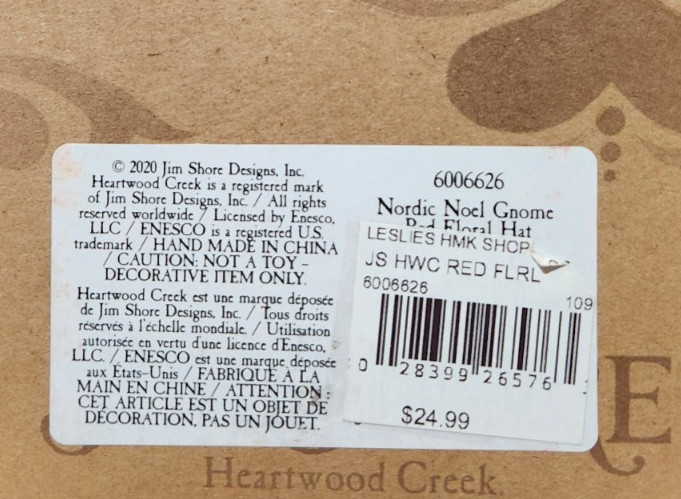 © 2020 Jim Shore Designs, Inc.
Heartwood Creek is a registered mark
of Jim Shore Designs, Inc. / All rights
reserved worldwide / Licensed by Enesco,
LLC / ENESCO is a registered U.S.
trademark / HAND MADE IN CHINA
/ CAUTION: NOT A TOY –
DECORATIVE ITEM ONLY.
Heartwood Creek est une marque déposée
de Jim Shore Designs, Inc. / Tous droits
réservés à l'échelle mondiale. / Utilisation
autorisée en vertu d'une licence d'Enesco,
LLC. / ENESCO est une marque déposée
aux États-Unis / FABRIQUÉ À LA
MAIN EN CHINE / ATTENTION :
CET ARTICLE EST UN OBJET DE
DÉCORATION, PAS UN JOUET.
6006626
Nordic Noel Gnome
Red Floral Hat
LESLIES HMK SHOP
JS HWC RED FLRL
6006626
109
0 28399 26576
$24.99
RE
Heartwood Creek.